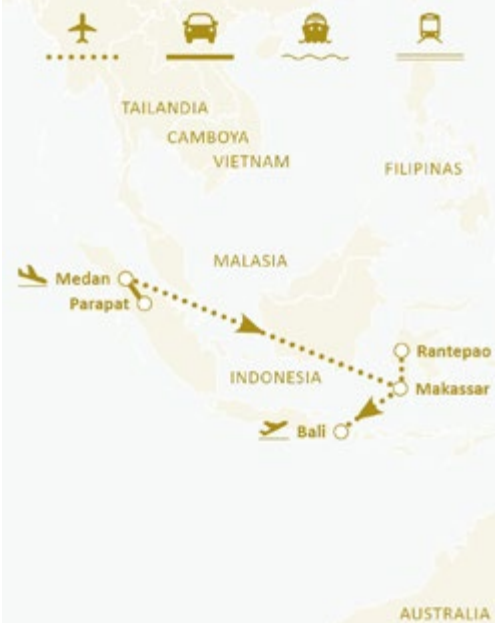 TAILANDIA
CAMBOYA
VIETNAM
FILIPINAS
MALASIA
Medan
Parapat
Rantepao
INDONESIA
Makassar
Bali
AUSTRALIA